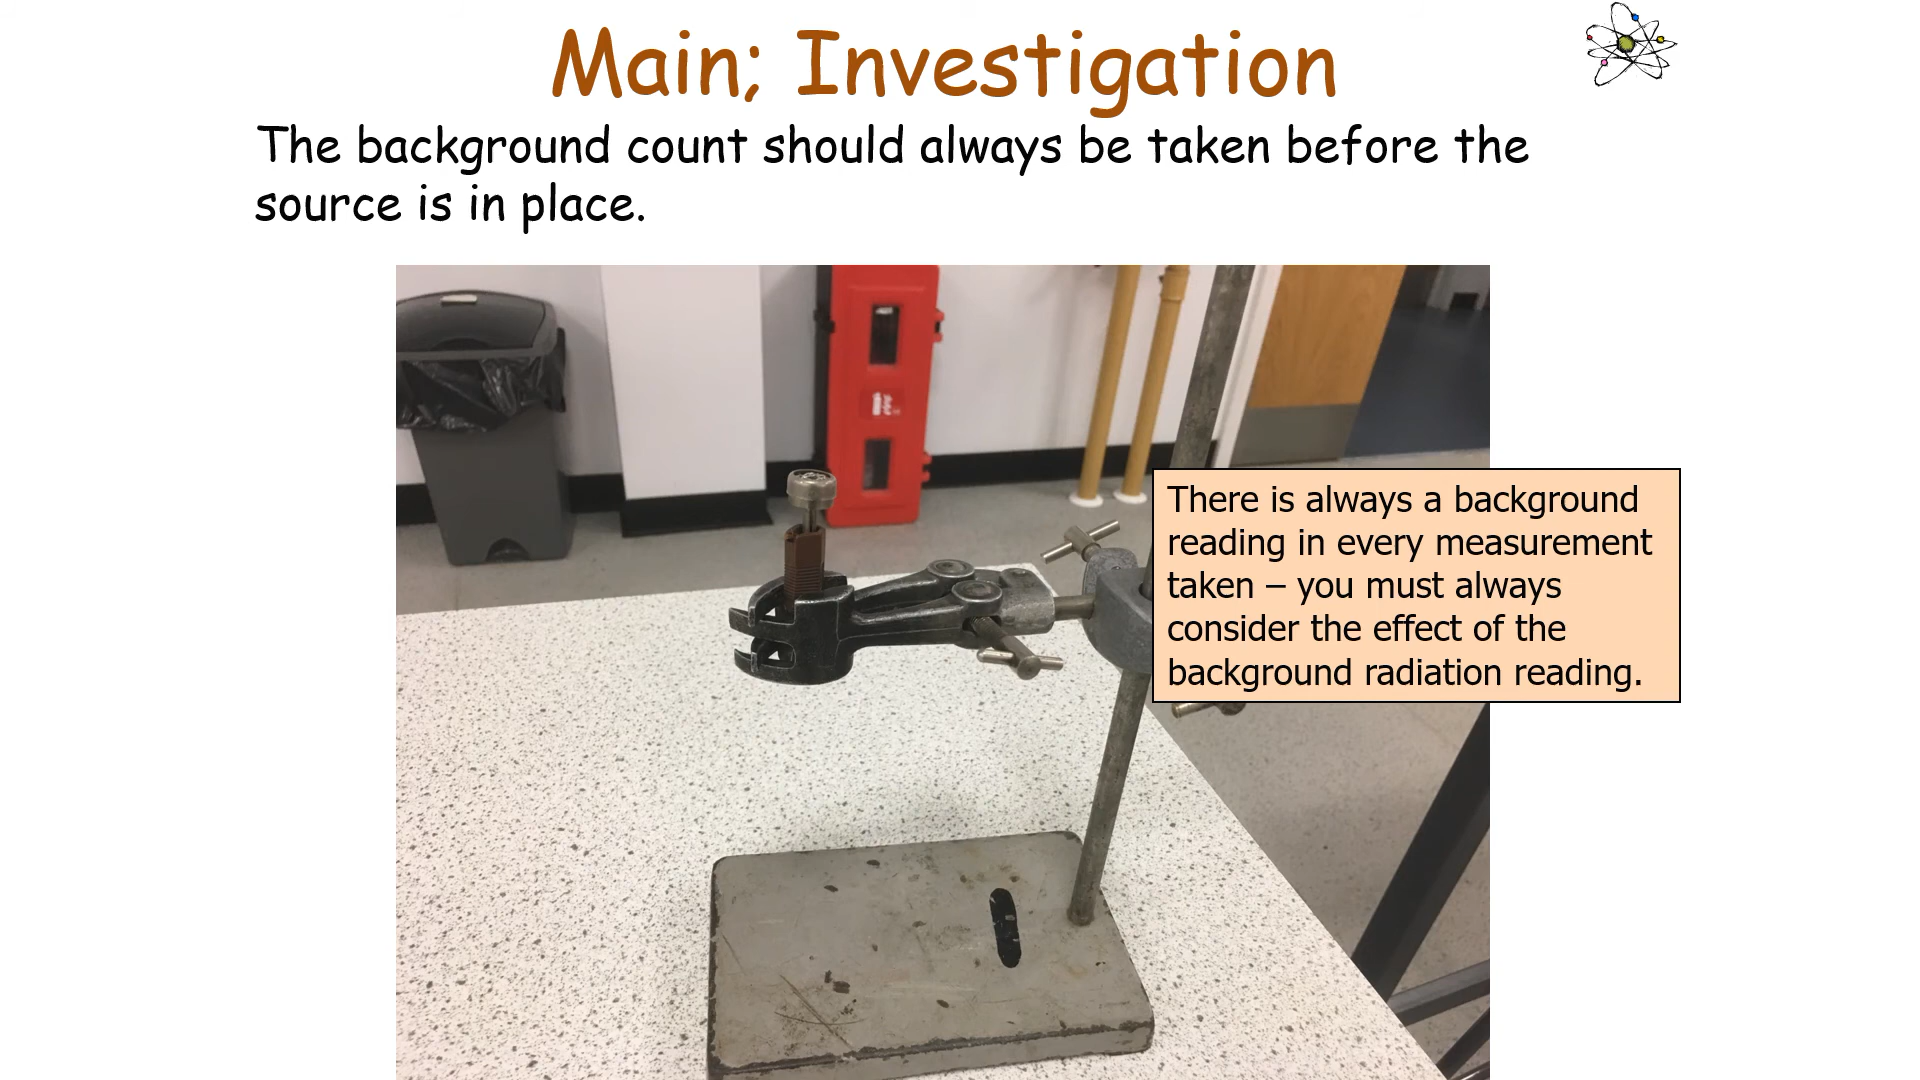 Main; Investigation
The background count should always be taken before the
source is in place.
There is always a background
reading in every measurement
taken – you must always
consider the effect of the
background radiation reading.